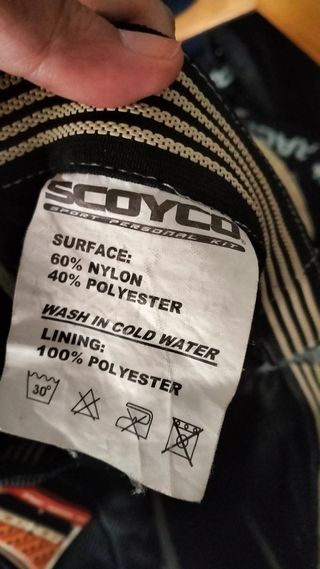 SCOYCO
SPORT PERSONAL KIT
SURFACE:
60% NYLON
40% POLYESTER
WASH IN COLD WATER
LINING:
100% POLYESTER
30°